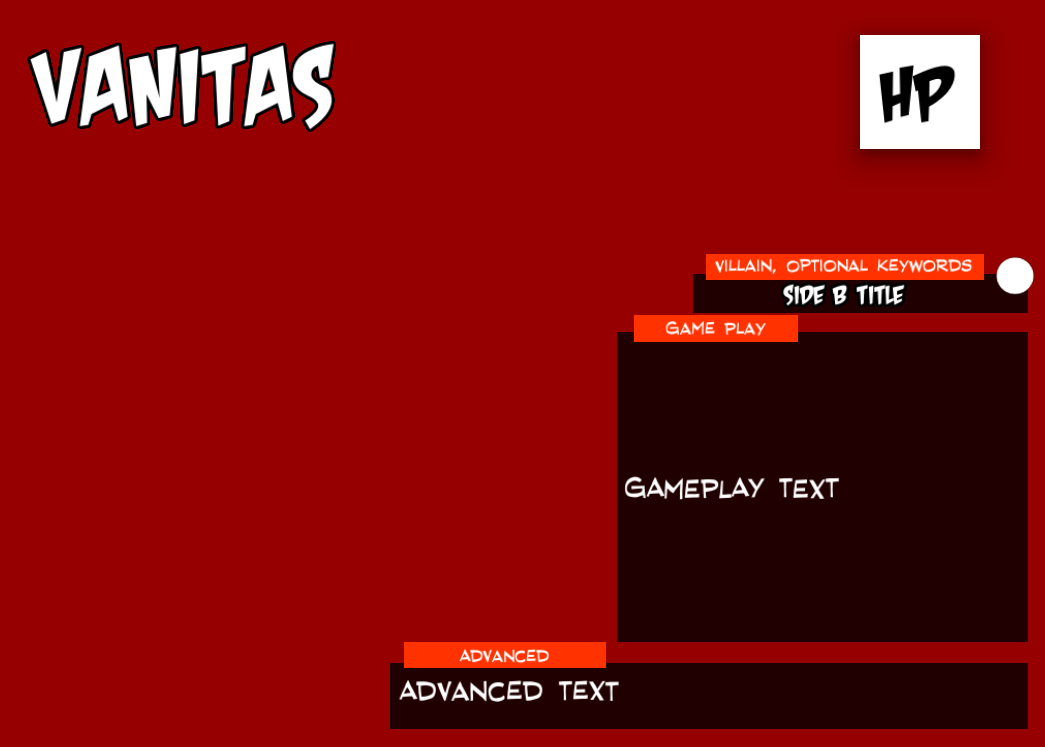 VANITAS
HP
VILLAIN, OPTIONAL KEYWORDS
SIDE B TITLE
GAME PLAY
GAMEPLAY TEXT
ADVANCED
ADVANCED TEXT